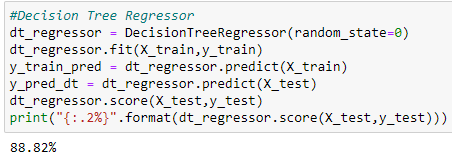 #Decision Tree Regressor
dt_regressor = DecisionTreeRegressor(random_state=0)
dt_regressor.fit(X_train,y_train)
y_train_pred = dt_regressor.predict(X_train)
y_pred_dt = dt_regressor.predict(X_test)
dt_regressor.score(X_test,y_test)
print("{:.2%}".format(dt_regressor.score(X_test,y_test)))
88.82%